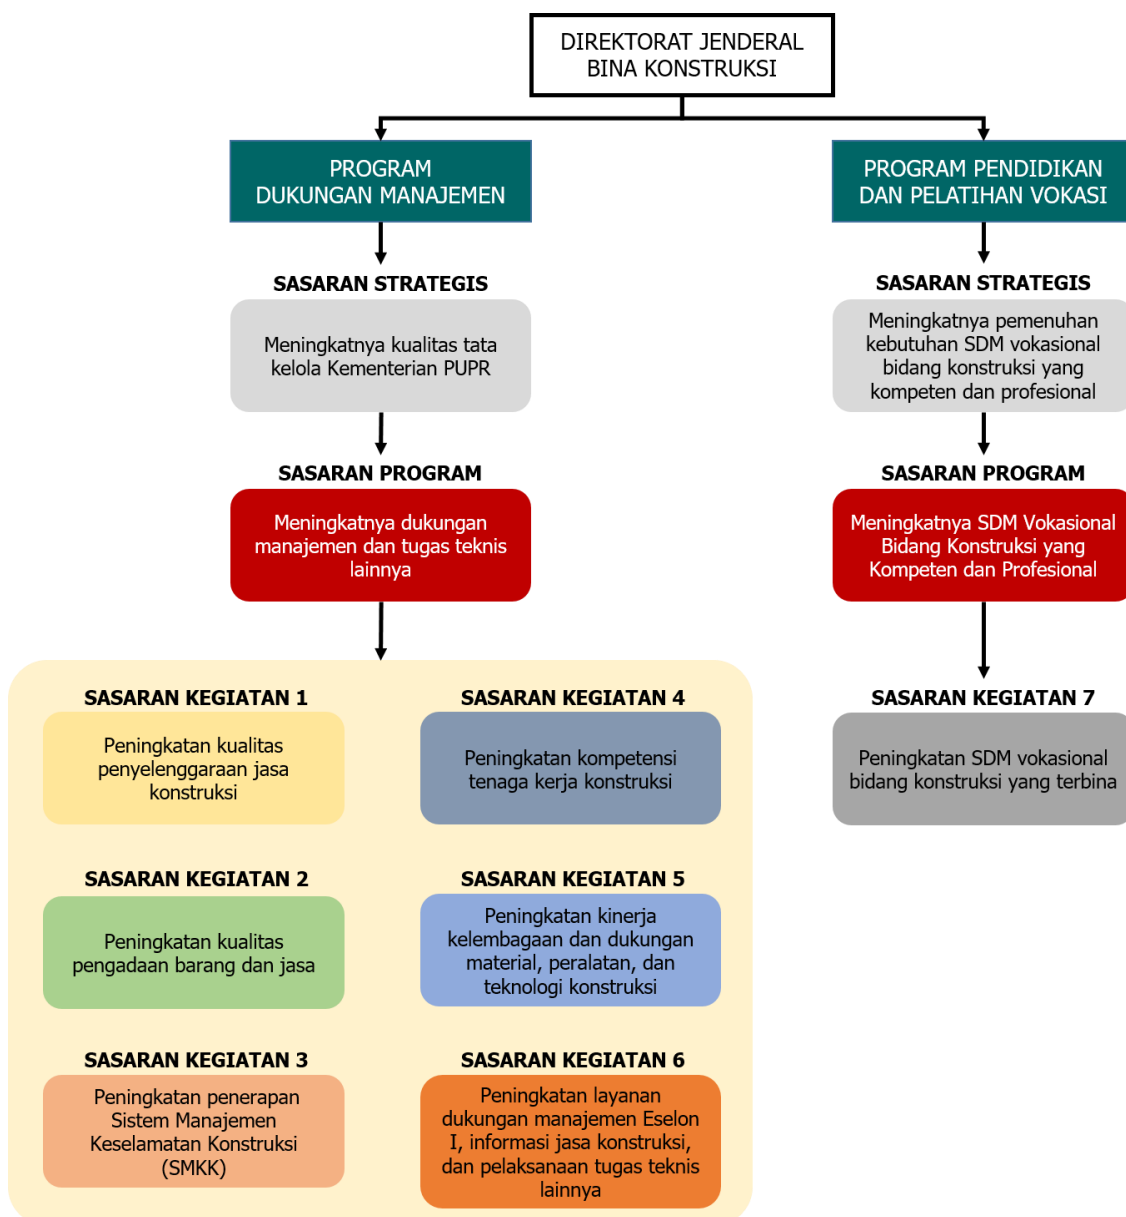 DIREKTORAT JENDERAL
BINA KONSTRUKSI
PROGRAM
DUKUNGAN MANAJEMEN
SASARAN STRATEGIS
Meningkatnya kualitas tata
kelola Kementerian PUPR
SASARAN PROGRAM
Meningkatnya dukungan
manajemen dan tugas teknis
lainnya
SASARAN KEGIATAN 1
Peningkatan kualitas
penyelenggaraan jasa
konstruksi
SASARAN KEGIATAN 2
Peningkatan kualitas
pengadaan barang dan jasa
SASARAN KEGIATAN 3
Peningkatan penerapan
Sistem Manajemen
Keselamatan Konstruksi
(SMKK)
SASARAN KEGIATAN 4
Peningkatan kompetensi
tenaga kerja konstruksi
SASARAN KEGIATAN 5
Peningkatan kinerja
kelembagaan dan dukungan
material, peralatan, dan
teknologi konstruksi
SASARAN KEGIATAN 6
Peningkatan layanan
dukungan manajemen Eselon
I, informasi jasa konstruksi,
dan pelaksanaan tugas teknis
lainnya
PROGRAM PENDIDIKAN
DAN PELATIHAN VOKASI
SASARAN STRATEGIS
Meningkatnya pemenuhan
kebutuhan SDM vokasional
bidang konstruksi yang
kompeten dan profesional
SASARAN PROGRAM
Meningkatnya SDM Vokasional
Bidang Konstruksi yang
Kompeten dan Profesional
SASARAN KEGIATAN 7
Peningkatan SDM vokasional
bidang konstruksi yang terbina